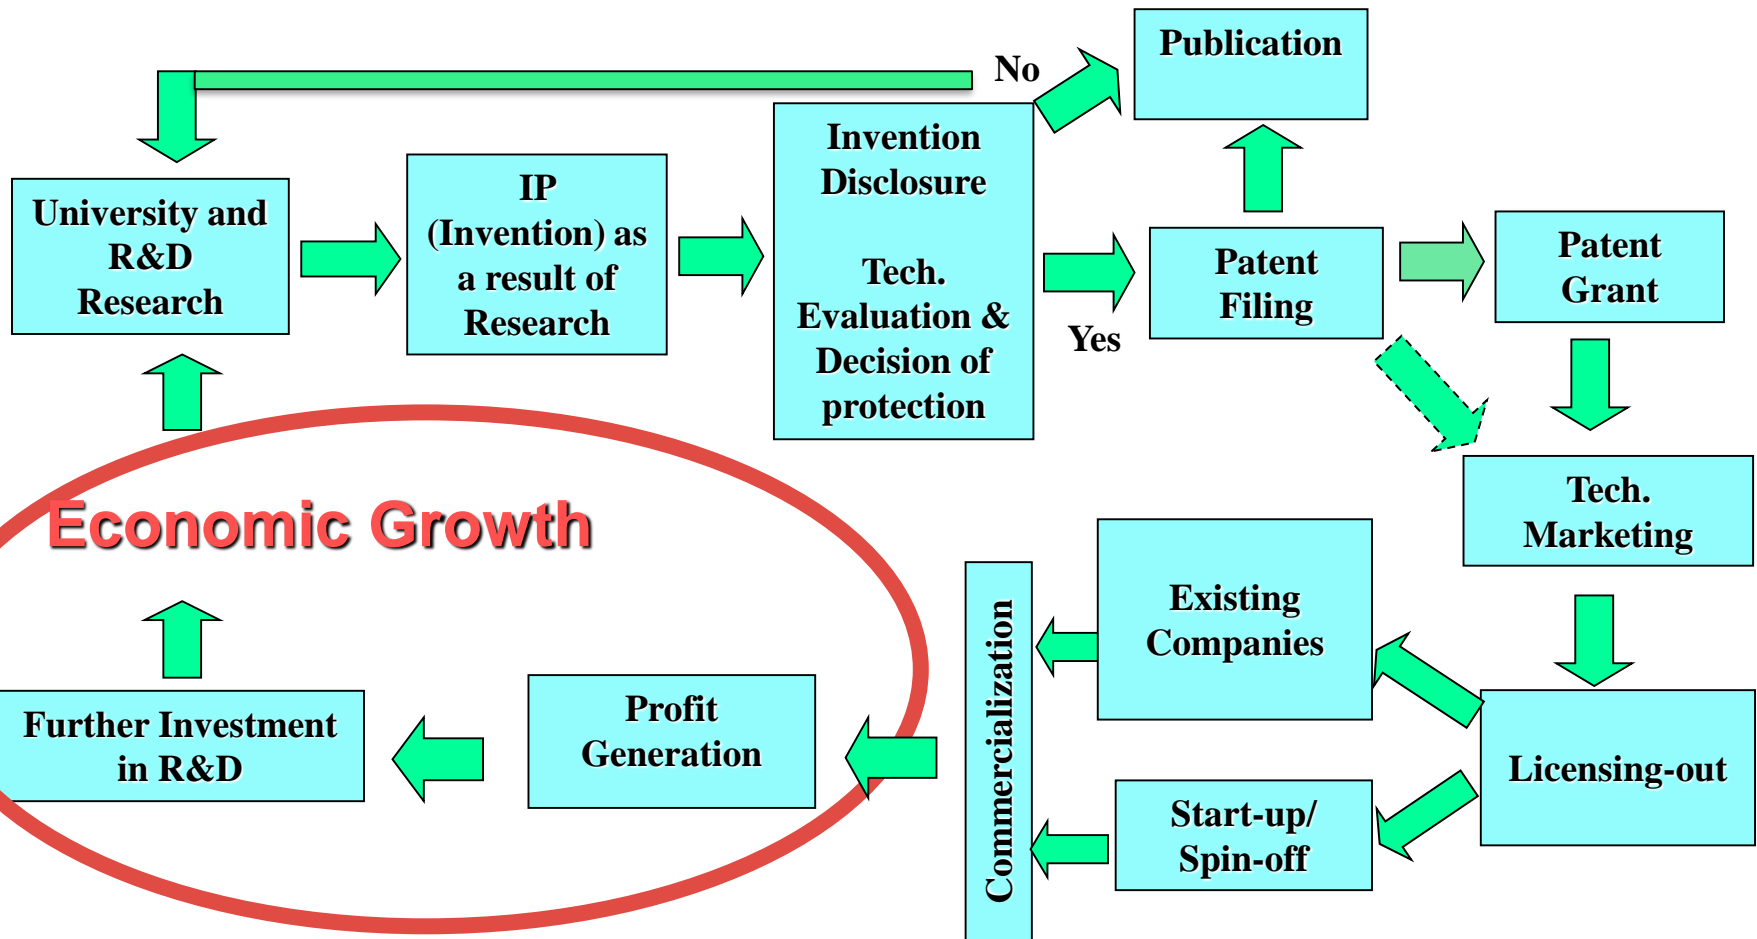 Publication
No
Invention
Disclosure
Tech.
Evaluation &
Decision of
protection
IP
(Invention) as
a result of
Research
University and
R&D
Research
Yes
Patent
Filing
Patent
Grant
Tech.
Marketing
Economic Growth
Existing
Companies
Commercialization
Profit
Generation
Further Investment
in R&D
Licensing-out
Start-up/
Spin-off